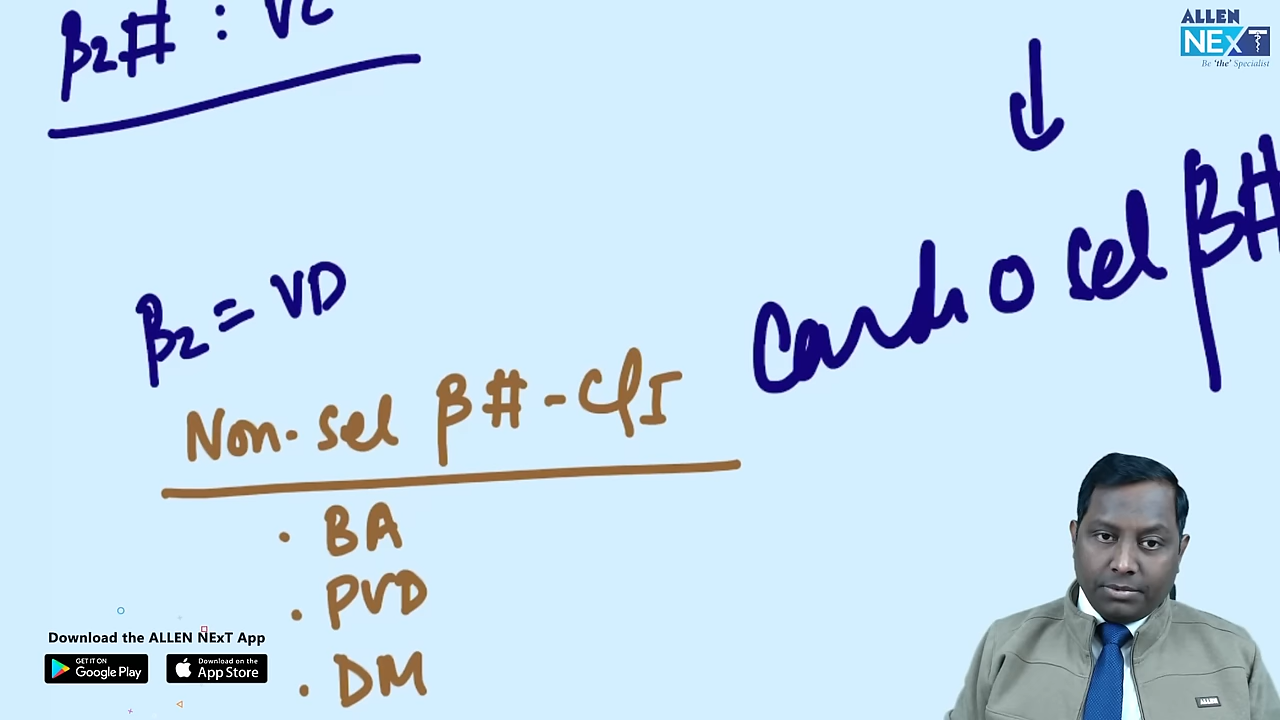 β2# : VC
ALLEN
NExT
Be 'the' Specialist
Cardio sel β#
β2 = VD
Non-sel β# - C/I
· BA
· PVD
· DM
Download the ALLEN NExT App
GET IT ON
Google Play
Download on the
App Store
ALLEN